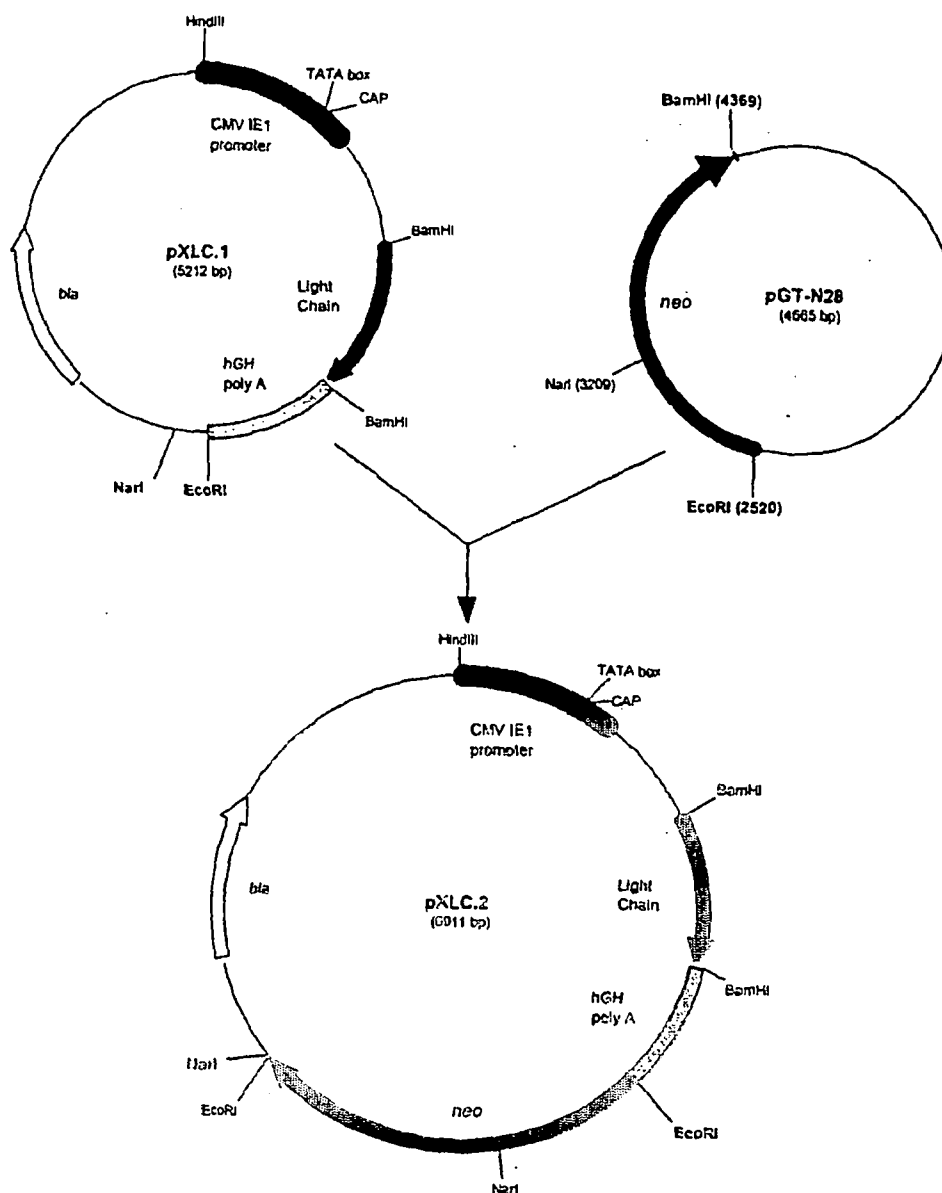 HindIII
TATA box
CAP
CMV IE1
promoter
BamHI
pXLC.1
(5212 bp)
Light
Chain
bla
hGH
poly A
BamHI
NarI
EcoRI
BamHI (4369)
neo
pGT-N28
(4665 bp)
NarI (3209)
EcoRI (2520)
HindIII
TATA box
CAP
CMV IE1
promoter
BamHI
bla
pXLC.2
Light
Chain
BamHI
hGH
poly A
NarI
EcoRI
neo
EcoRI
NarI